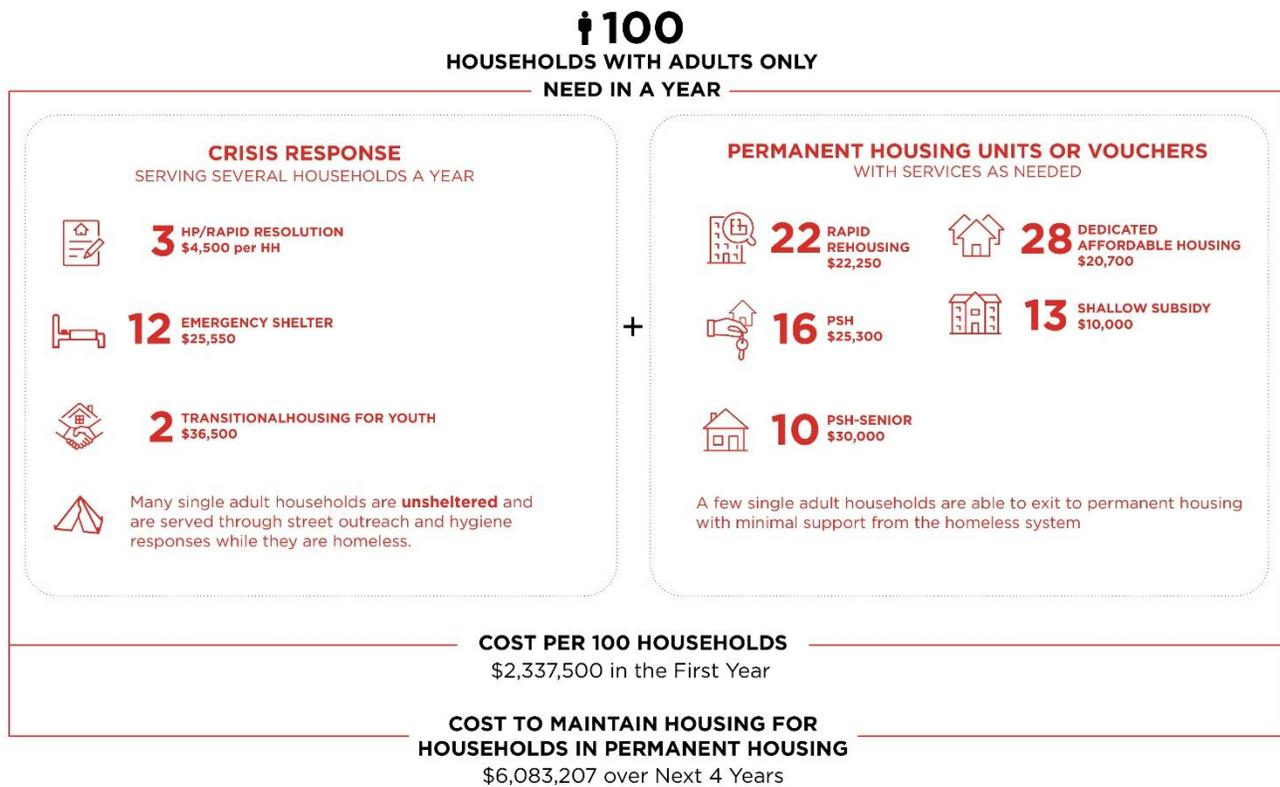 100
HOUSEHOLDS WITH ADULTS ONLY
NEED IN A YEAR
CRISIS RESPONSE
SERVING SEVERAL HOUSEHOLDS A YEAR
3 HP/RAPID RESOLUTION
$4,500 per HH
12 EMERGENCY SHELTER
$25,550
2 TRANSITIONALHOUSING FOR YOUTH
$36,500
Many single adult households are unsheltered and
are served through street outreach and hygiene
responses while they are homeless.
+
PERMANENT HOUSING UNITS OR VOUCHERS
WITH SERVICES AS NEEDED
22 RAPID
REHOUSING
$22,250
28 DEDICATED
AFFORDABLE HOUSING
$20,700
16 PSH
$25,300
13 SHALLOW SUBSIDY
$10,000
10 PSH-SENIOR
$30,000
A few single adult households are able to exit to permanent housing
with minimal support from the homeless system
COST PER 100 HOUSEHOLDS
$2,337,500 in the First Year
COST TO MAINTAIN HOUSING FOR
HOUSEHOLDS IN PERMANENT HOUSING
$6,083,207 over Next 4 Years